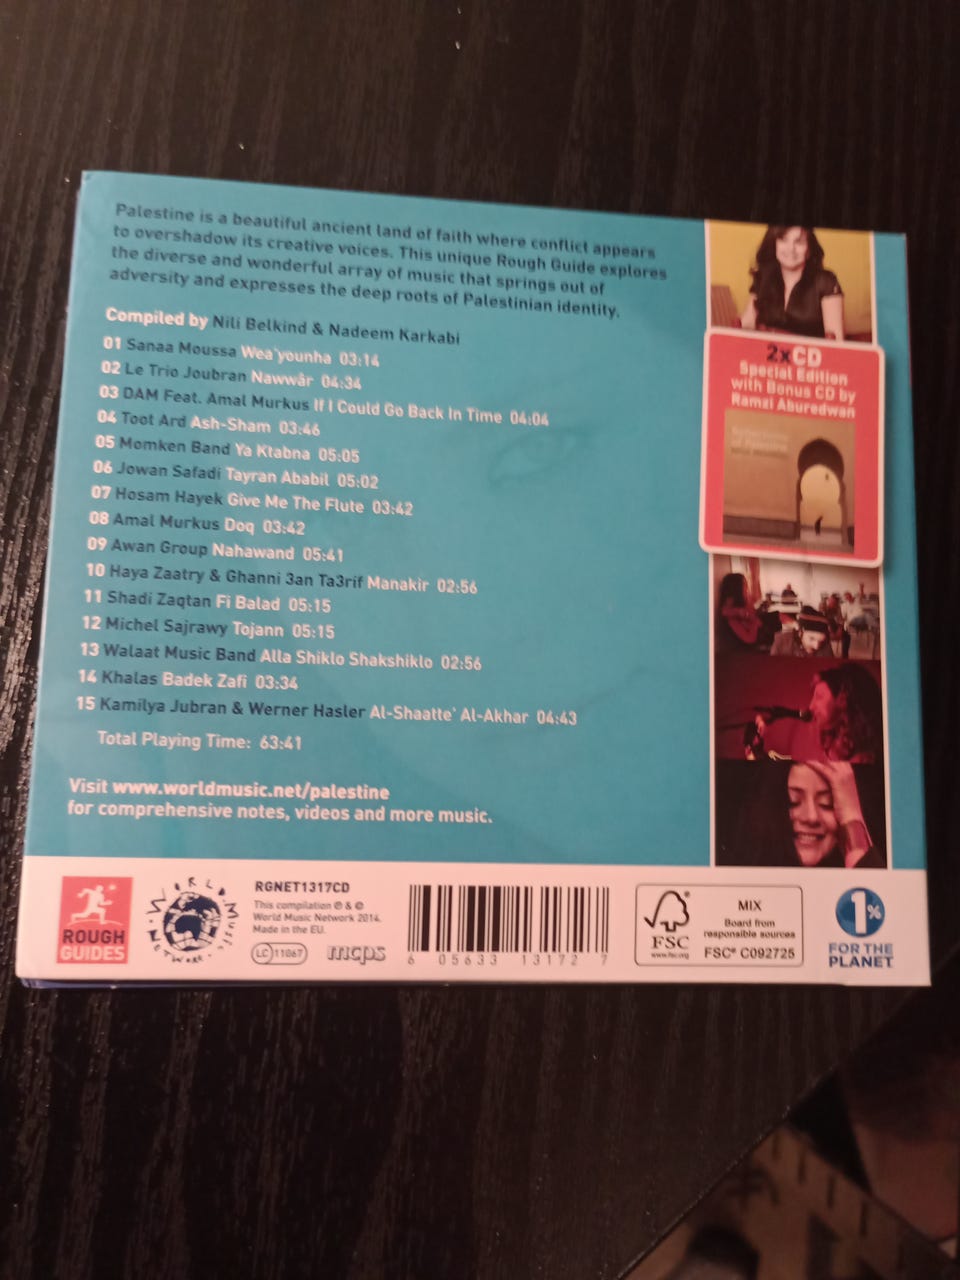 Palestine is a beautiful ancient land of faith where conflict appears
to overshadow its creative voices. This unique Rough Guide explores
the diverse and wonderful array of music that springs out of
adversity and expresses the deep roots of Palestinian identity.
Compiled by Nili Belkind & Nadeem Karkabi
01 Sanaa Moussa Wea'younha 03:14
02 Le Trio Joubran Nawwâr 04:34
03 DAM Feat. Amal Murkus If I Could Go Back In Time 04:04
04 Toot Ard Ash-Sham 03:46
05 Momken Band Ya Ktabna 05:05
06 Jowan Safadi Tayran Ababil 05:02
07 Hosam Hayek Give Me The Flute 03:42
08 Amal Murkus Doq 03:42
09 Awan Group Nahawand 05:41
10 Haya Zaatry & Ghanni 3an Ta3rif Manakir 02:56
11 Shadi Zaqtan Fi Balad 05:15
12 Michel Sajrawy Tojann 05:15
13 Walaat Music Band Alla Shiklo Shakshiklo 02:56
14 Khalas Badek Zafi 03:34
15 Kamilya Jubran & Werner Hasler Al-Shaatte' Al-Akhar 04:43
Total Playing Time: 63:41
Visit www.worldmusic.net/palestine
for comprehensive notes, videos and more music.
2xCD
Special Edition
with Bonus CD by
Ramzi Aburedwan
ROUGH
GUIDES
WORLD MUSIC NETWORK
RGNET1317CD
This compilation ℗ & ©
World Music Network 2014.
Made in the EU.
LC 11067
mcps
6 05633 13172 7
FSC
www.fsc.org
MIX
Board from
responsible sources
FSC® C092725
1%
FOR THE
PLANET